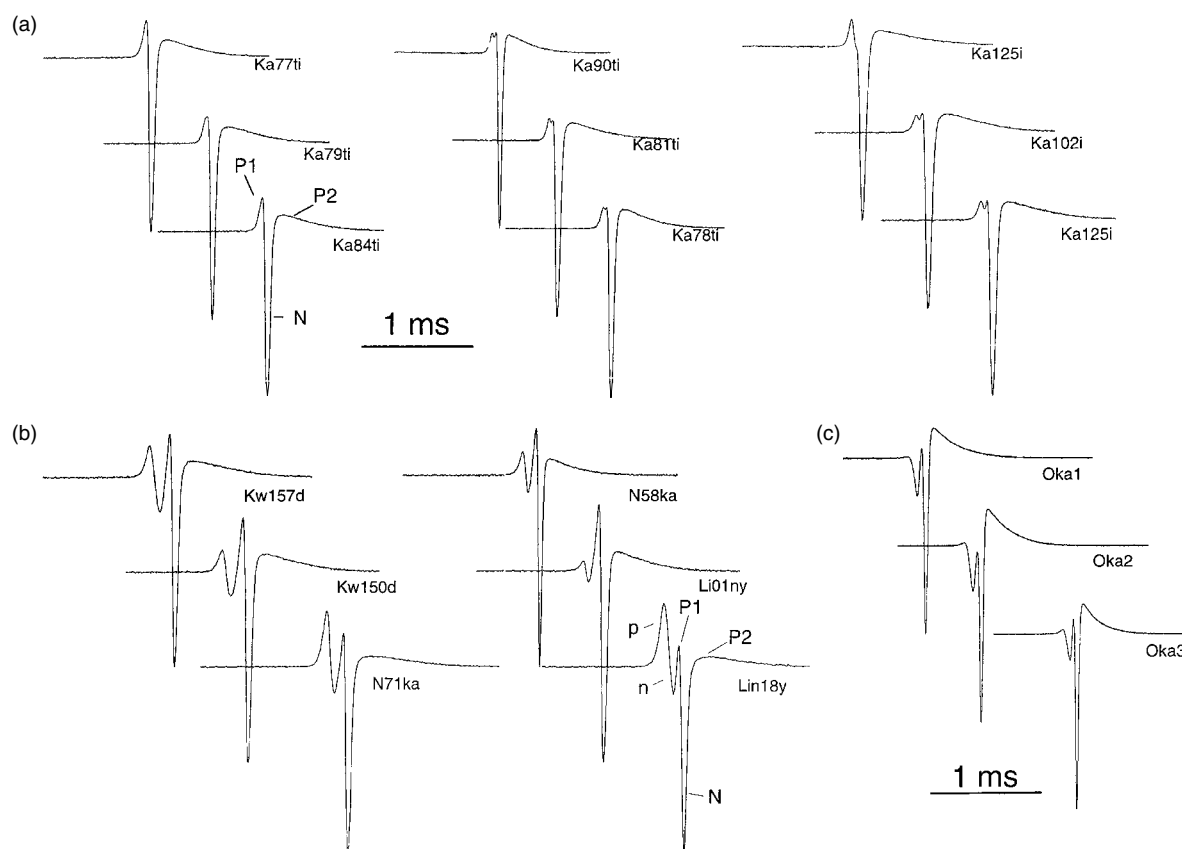 (a)
Ka77ti
Ka90ti
Ka125i
Ka79ti
Ka81ti
Ka102i
P1
P2
Ka84ti
Ka78ti
Ka125i
N
1 ms
(b)
(c)
Kw157d
N58ka
Oka1
Kw150d
Li01ny
Oka2
p
P1
P2
N71ka
n
Lin18y
Oka3
N
1 ms